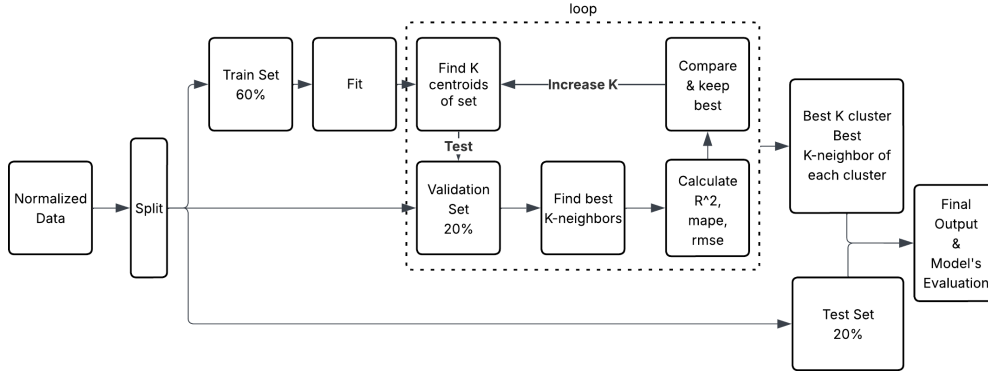 loop
Train Set
60%
Fit
Find K
centroids
of set
Increase K
Compare
& keep
best
Test
Normalized
Data
Split
Validation
Set
20%
Find best
K-neighbors
Calculate
R^2,
mape,
rmse
Best K cluster
Best
K-neighbor of
each cluster
Final
Output
&
Model's
Evaluation
Test Set
20%